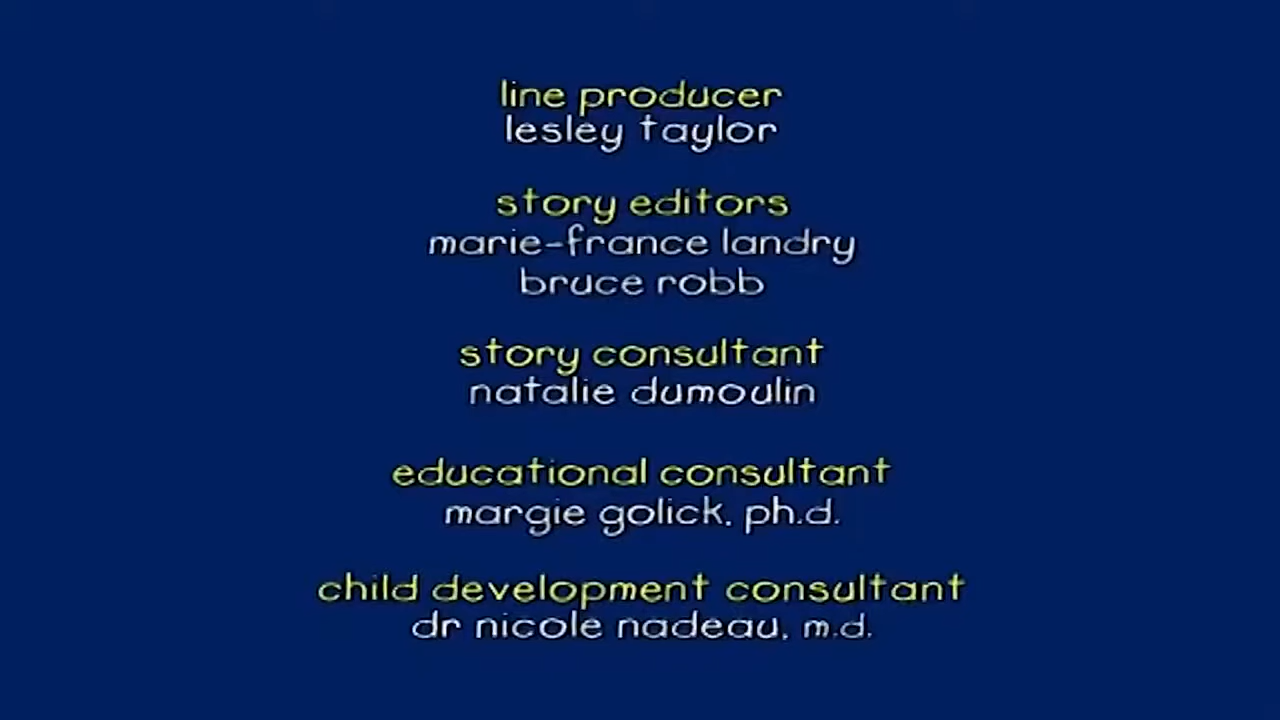 line producer
lesley taylor
story editors
marie-france landry
bruce robb
story consultant
natalie dumoulin
educational consultant
margie golick, ph.d.
child development consultant
dr nicole nadeau, m.d.